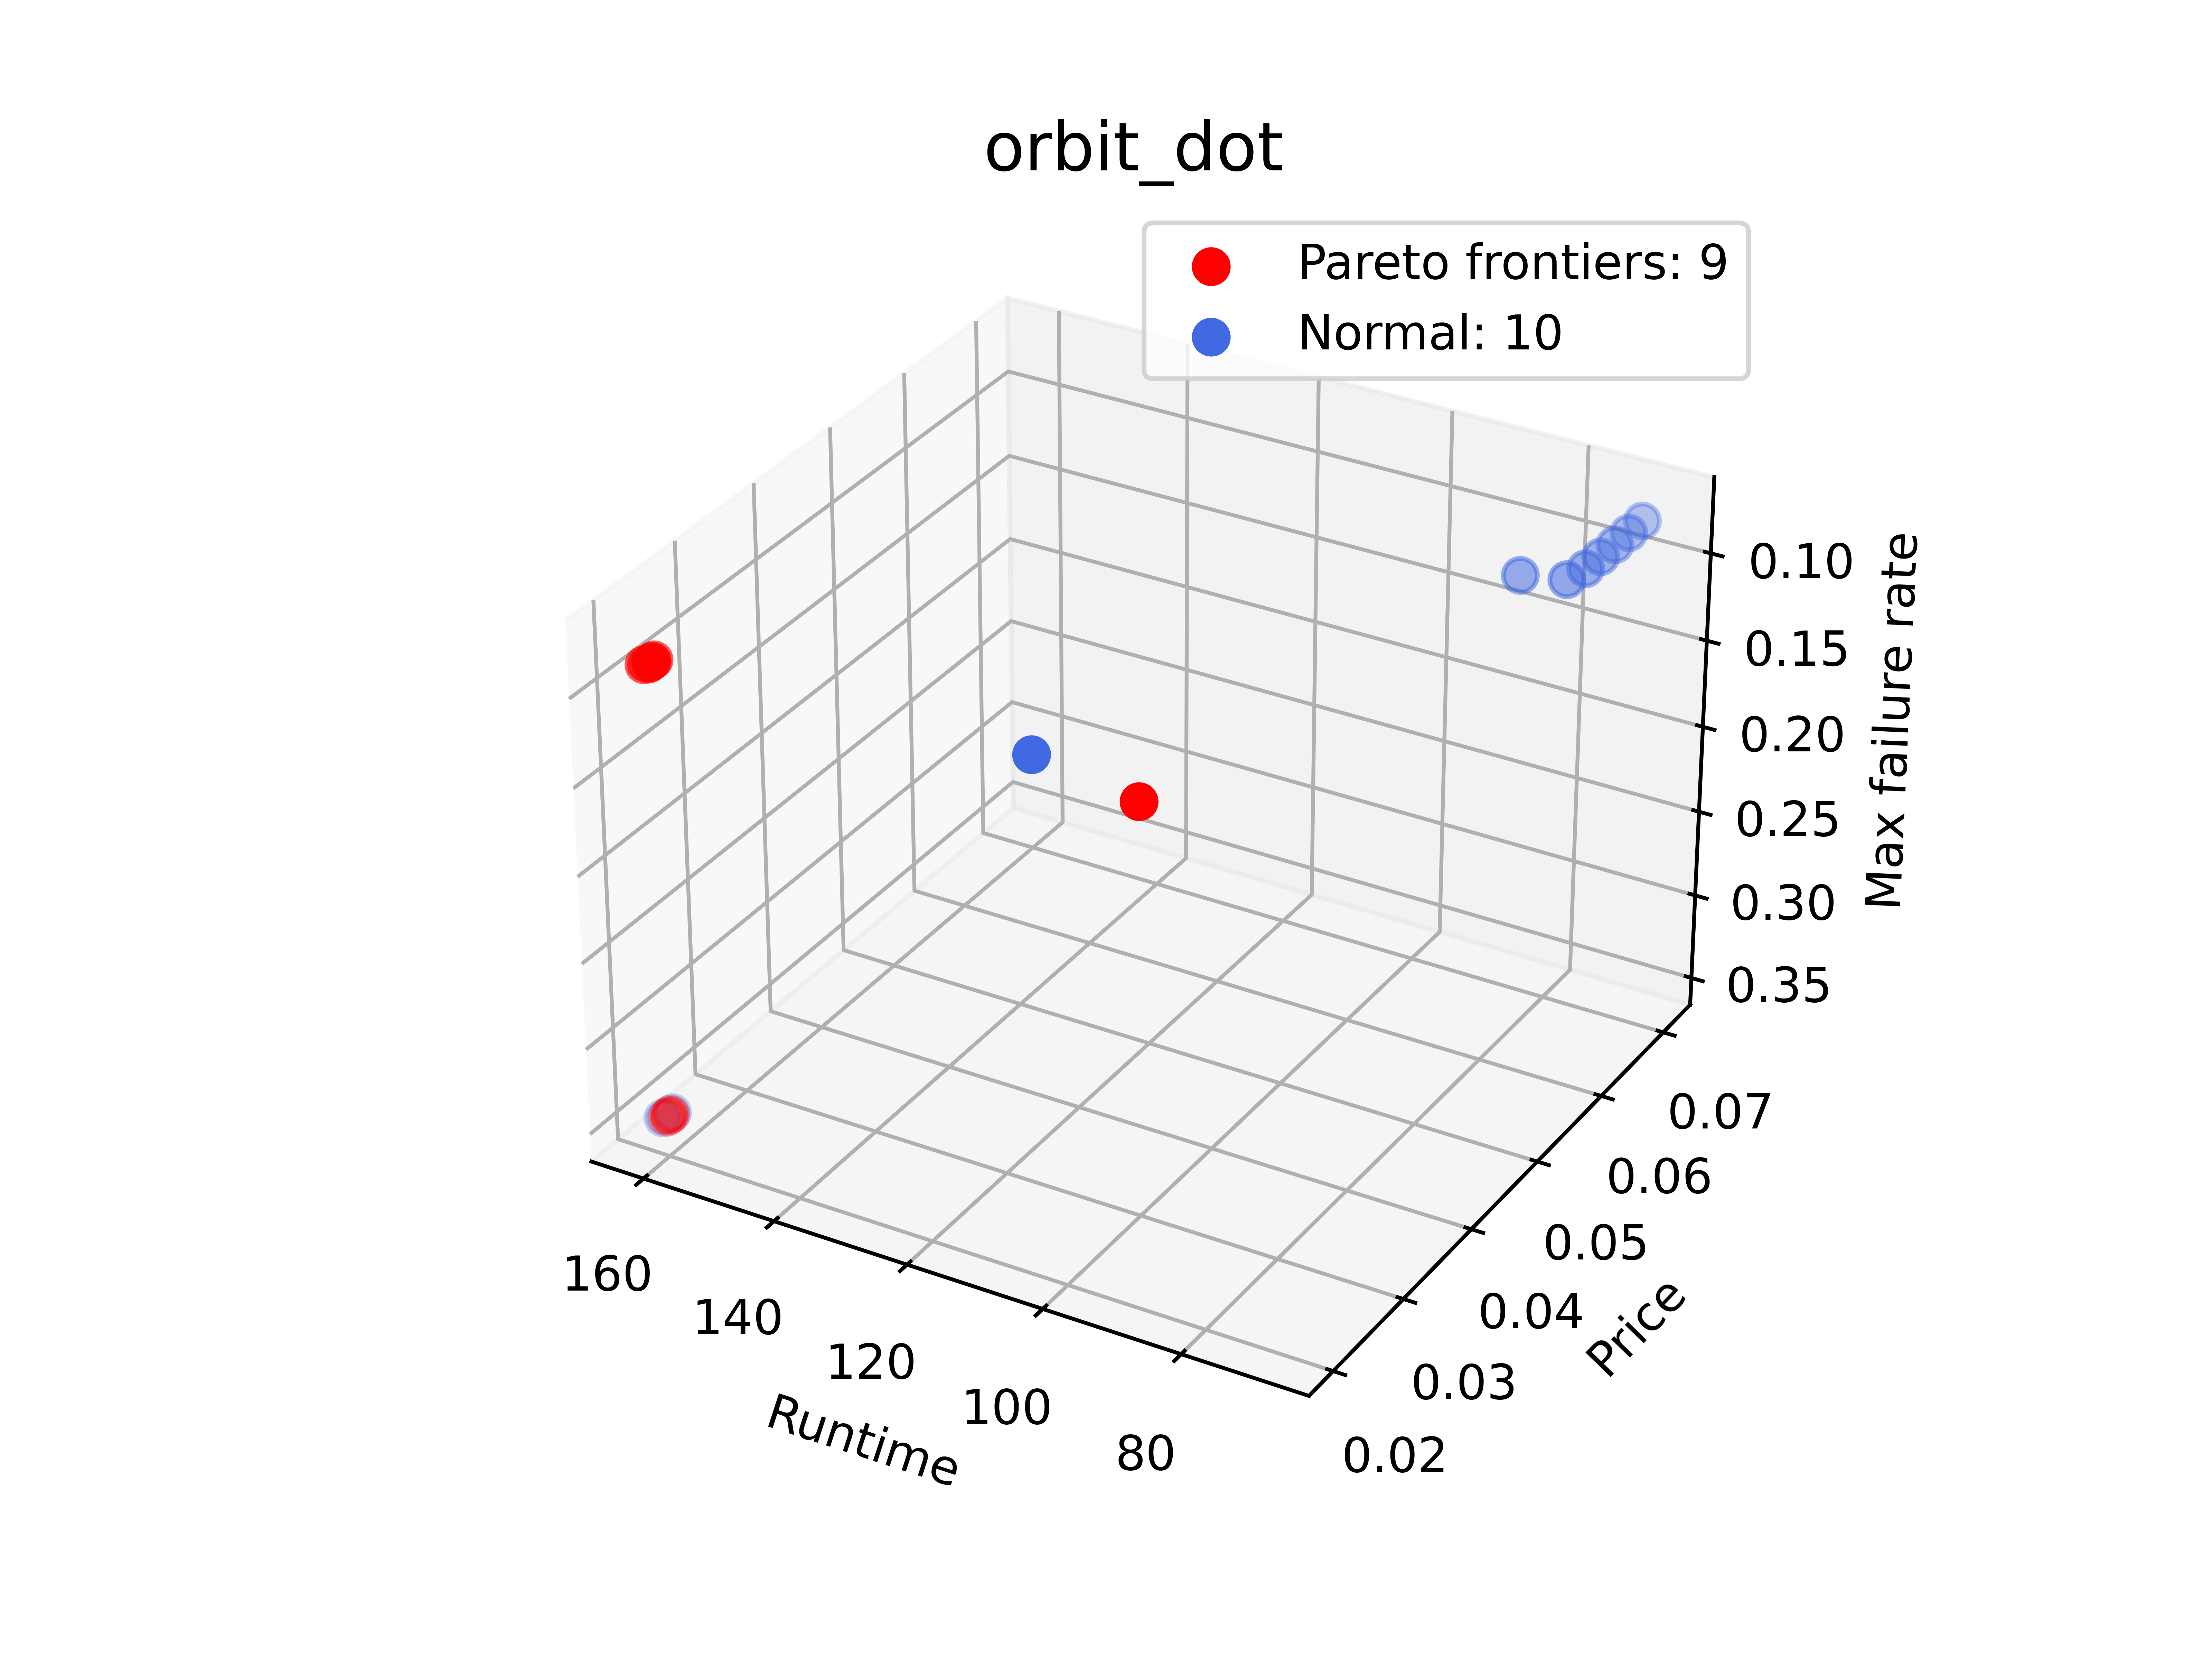 orbit_dot
Pareto frontiers: 9
Normal: 10
0.10
0.15
0.20
0.25
0.30
0.35
Max failure rate
0.07
0.06
0.05
0.04
0.03
0.02
Price
160
140
120
100
80
Runtime